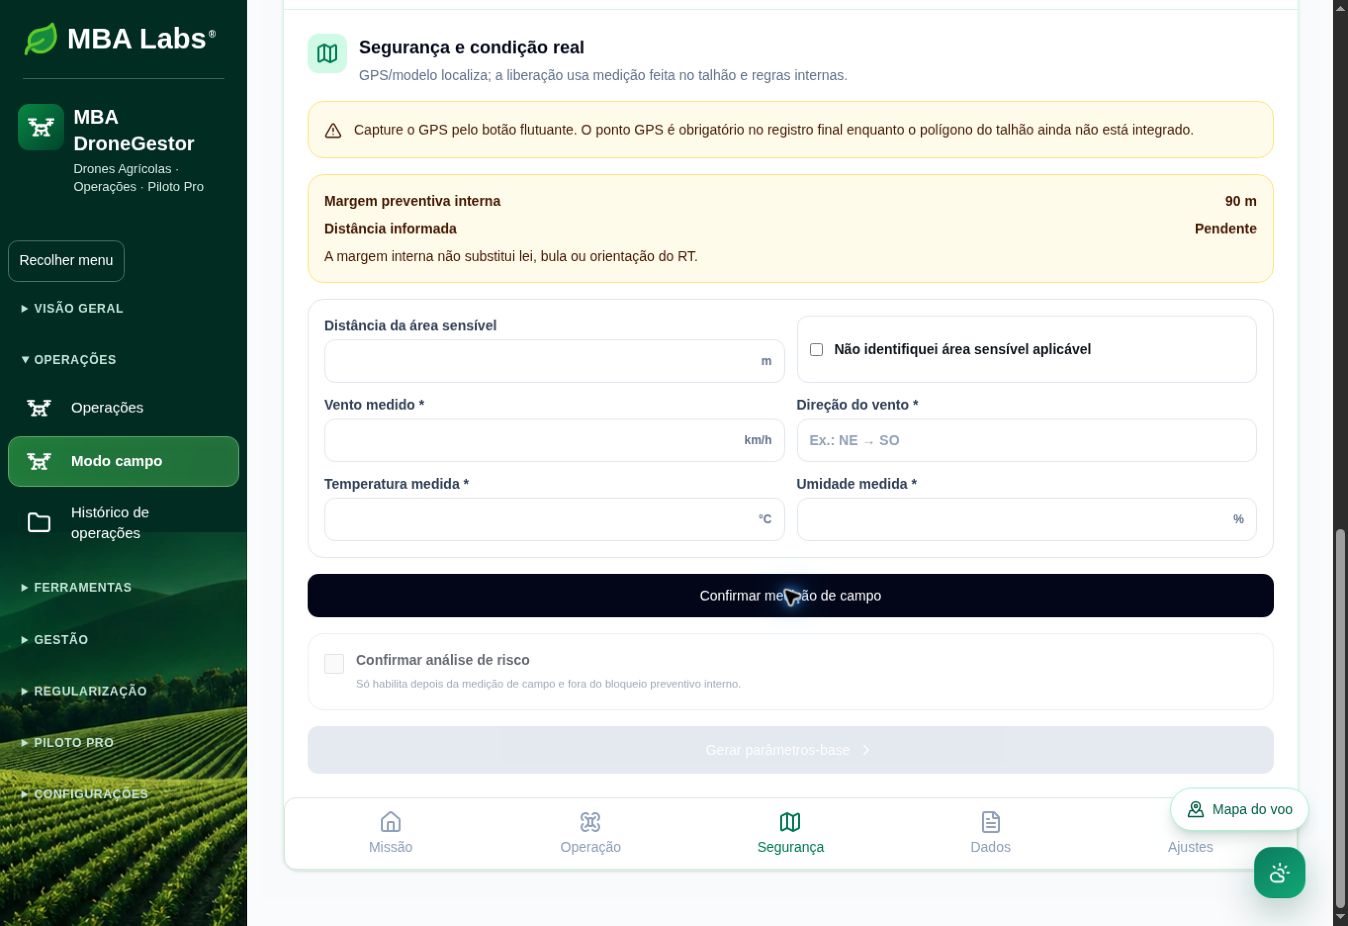 MBA Labs®
MBA
DroneGestor
Drones Agrícolas ·
Operações · Piloto Pro
Recolher menu
VISÃO GERAL
OPERAÇÕES
Operações
Modo campo
Histórico de
operações
FERRAMENTAS
GESTÃO
REGULARIZAÇÃO
PILOTO PRO
CONFIGURAÇÕES
Segurança e condição real
GPS/modelo localiza; a liberação usa medição feita no talhão e regras internas.
Capture o GPS pelo botão flutuante. O ponto GPS é obrigatório no registro final enquanto o polígono do talhão ainda não está integrado.
Margem preventiva interna 90 m
Distância informada Pendente
A margem interna não substitui lei, bula ou orientação do RT.
Distância da área sensível
m
Não identifiquei área sensível aplicável
Vento medido * Direção do vento *
km/h Ex.: NE → SO
Temperatura medida * Umidade medida *
°C %
Confirmar medição de campo
Confirmar análise de risco
Só habilita depois da medição de campo e fora do bloqueio preventivo interno.
Gerar parâmetros-base
Mapa do voo
Missão Operação Segurança Dados Ajustes